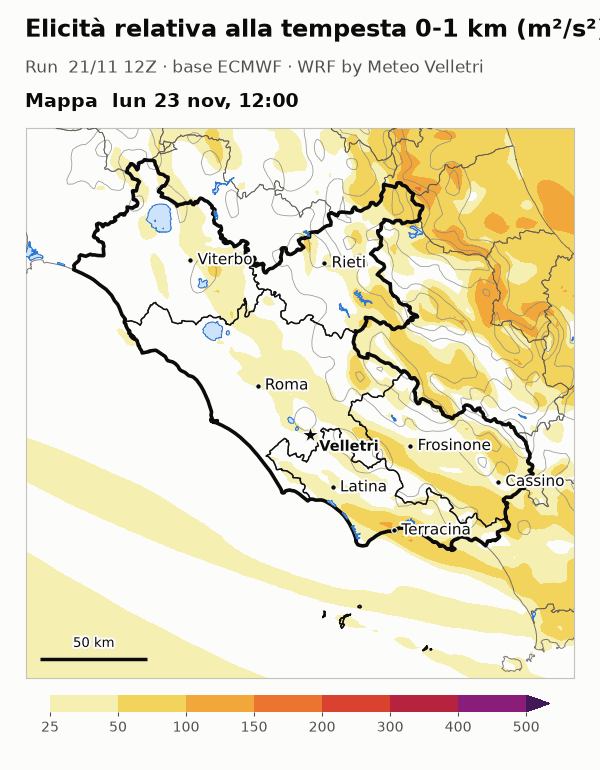 Elicità relativa alla tempesta 0-1 km (m²/s²)
Run 21/11 12Z · base ECMWF · WRF by Meteo Velletri
Mappa lun 23 nov, 12:00
Viterbo
Rieti
Roma
Velletri
Frosinone
Latina
Cassino
Terracina
50 km
25 50 100 150 200 300 400 500